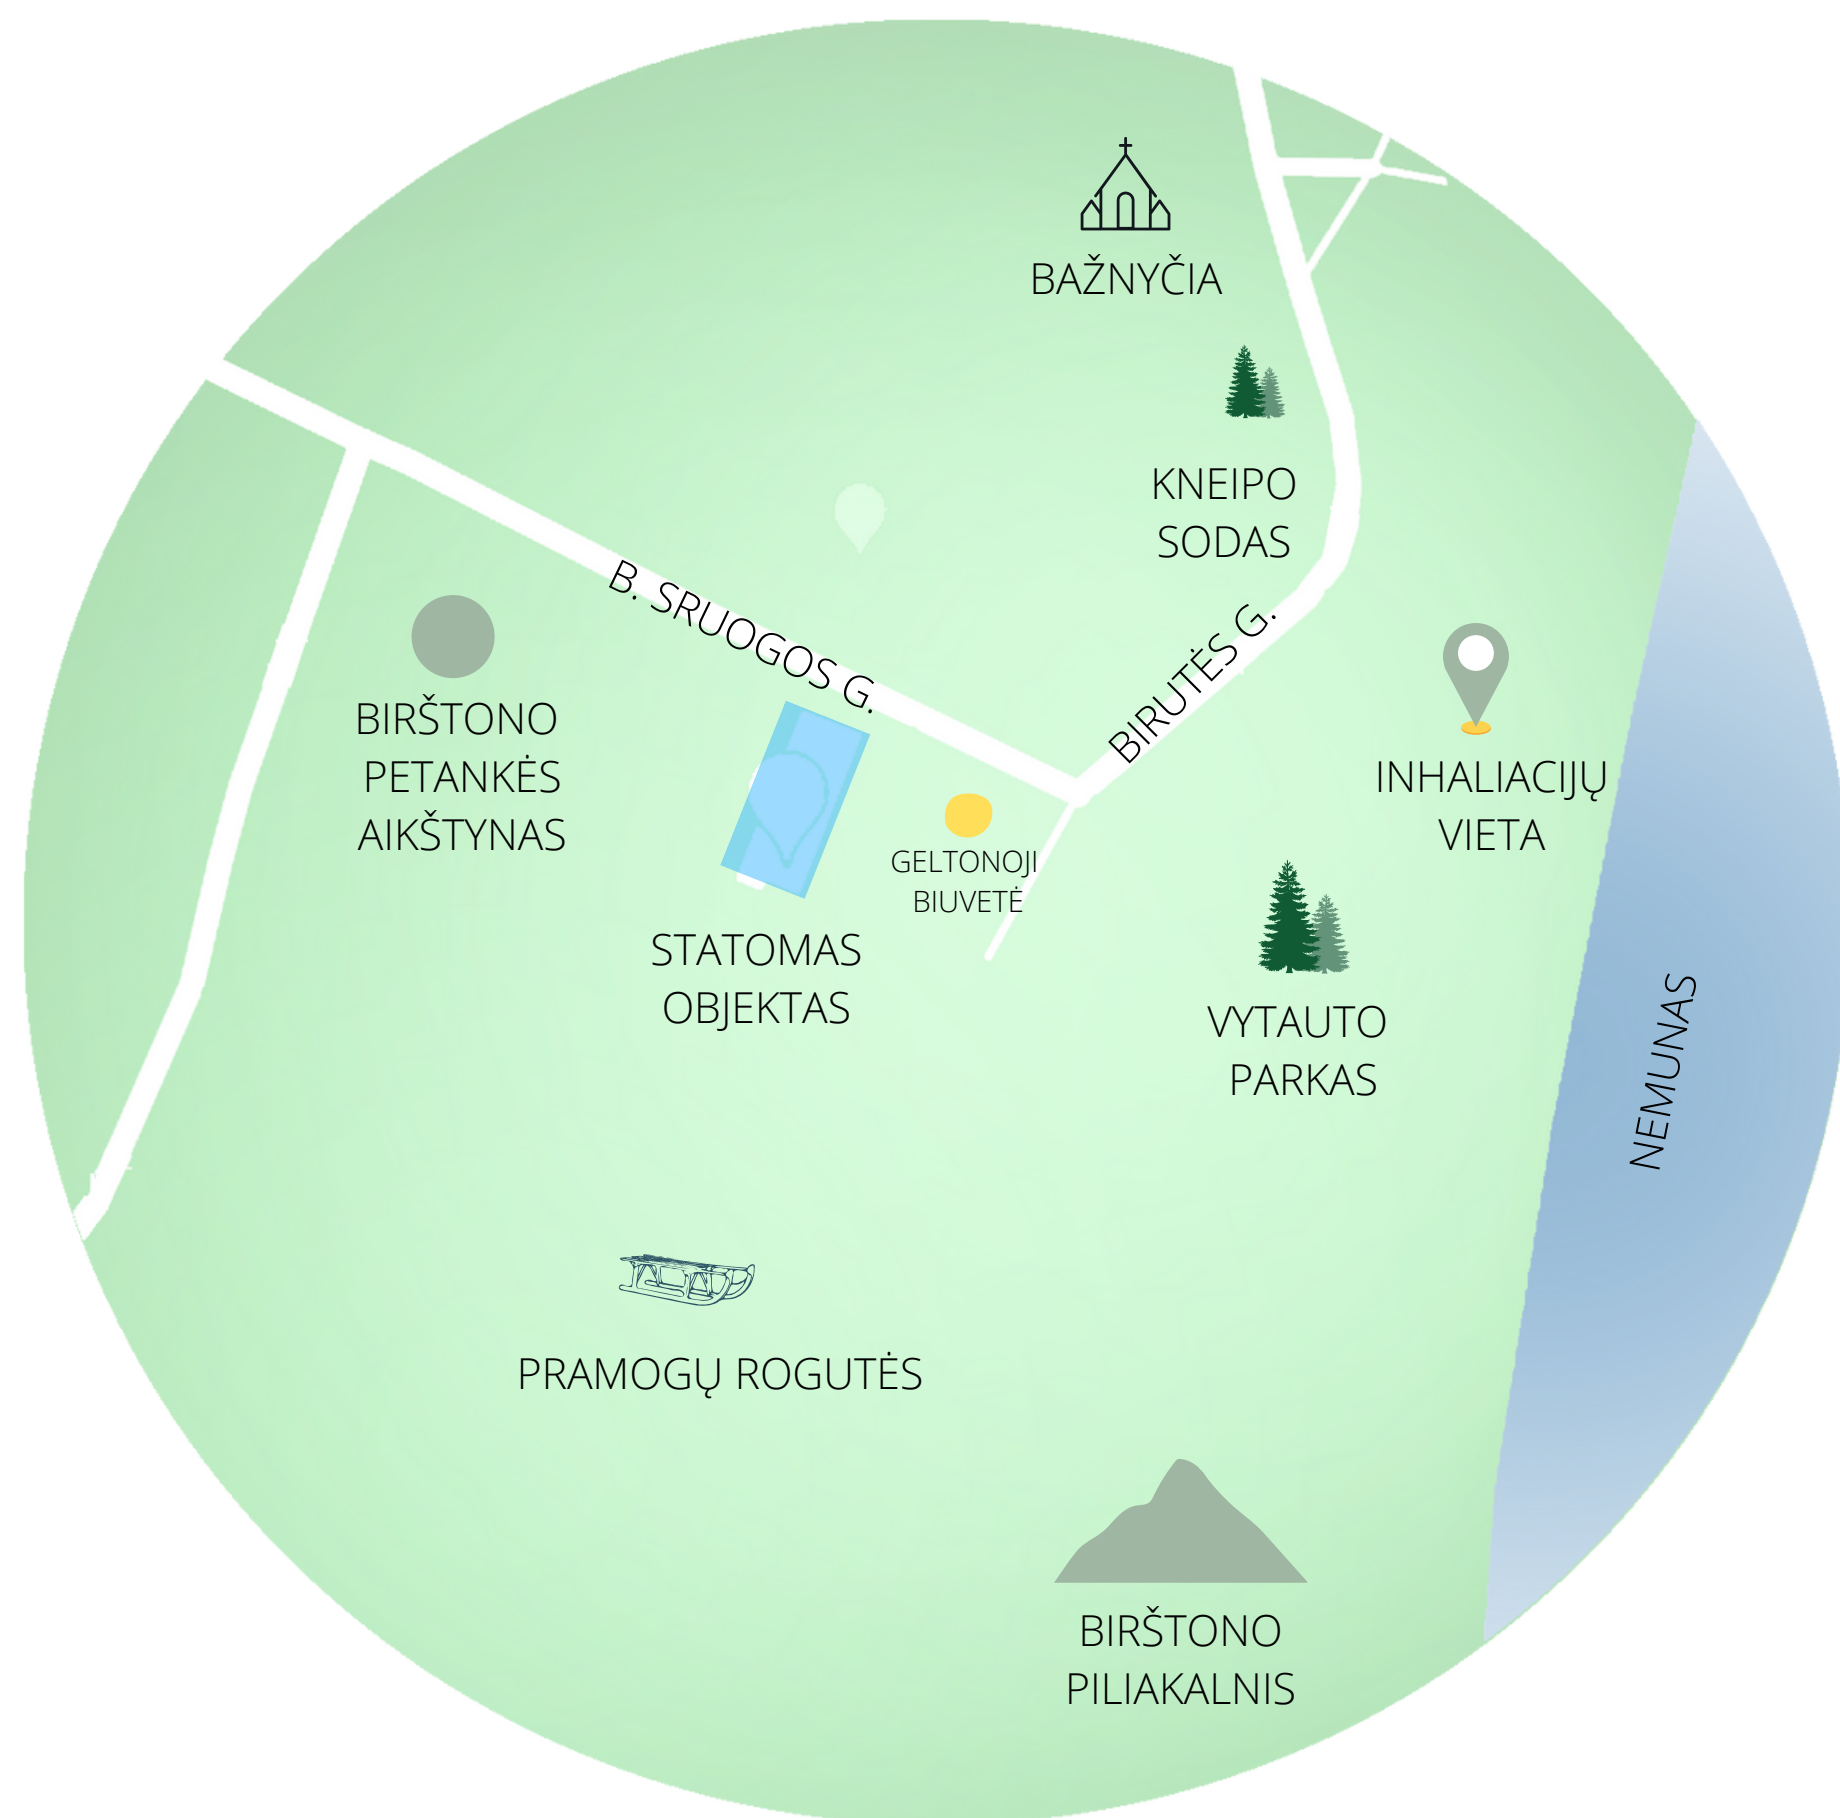 BAŽNYČIA
KNEIPO
SODAS
B. SRUOGOS G.
BIRUTĖS G.
BIRŠTONO
PETANKĖS
AIKŠTYNAS
INHALIACIJŲ
VIETA
GELTONOJI
BIUVETĖ
STATOMAS
OBJEKTAS
VYTAUTO
PARKAS
NEMUNAS
PRAMOGŲ ROGUTĖS
BIRŠTONO
PILIAKALNIS